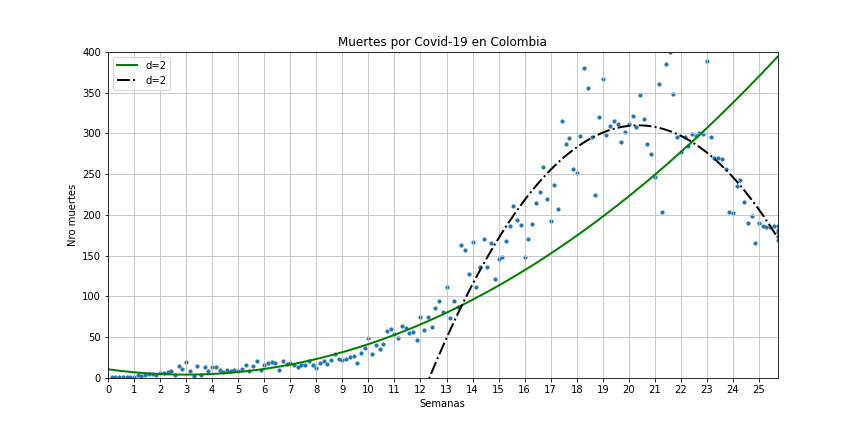 Muertes por Covid-19 en Colombia
400
350
300
250
200
150
100
50
0
Nro muertes
d=2
d=2
0 1 2 3 4 5 6 7 8 9 10 11 12 13 14 15 16 17 18 19 20 21 22 23 24 25
Semanas